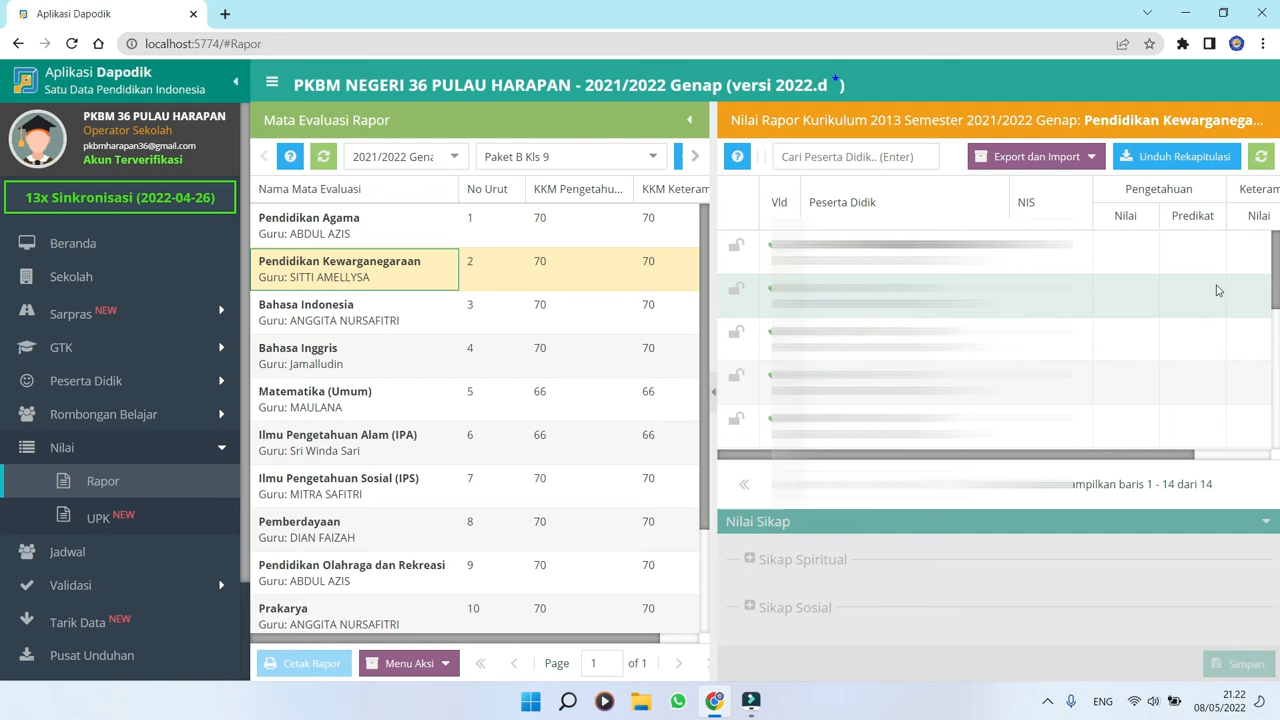 Aplikasi Dapodik
localhost:5774/#Rapor
Aplikasi Dapodik
Satu Data Pendidikan Indonesia
PKBM 36 PULAU HARAPAN
Operator Sekolah
pkbmharapan36@gmail.com
Akun Terverifikasi
13x Sinkronisasi (2022-04-26)
Beranda
Sekolah
Sarpras NEW
GTK
Peserta Didik
Rombongan Belajar
Nilai
Rapor
UPK NEW
Jadwal
Validasi
Tarik Data NEW
Pusat Unduhan
PKBM NEGERI 36 PULAU HARAPAN - 2021/2022 Genap (versi 2022.d *)
Mata Evaluasi Rapor
2021/2022 Gena Paket B Kls 9
Nama Mata Evaluasi No Urut KKM Pengetahu... KKM Keteram
Pendidikan Agama 1 70 70
Guru: ABDUL AZIS
Pendidikan Kewarganegaraan 2 70 70
Guru: SITTI AMELLYSA
Bahasa Indonesia 3 70 70
Guru: ANGGITA NURSAFITRI
Bahasa Inggris 4 70 70
Guru: Jamalludin
Matematika (Umum) 5 66 66
Guru: MAULANA
Ilmu Pengetahuan Alam (IPA) 6 66 66
Guru: Sri Winda Sari
Ilmu Pengetahuan Sosial (IPS) 7 70 70
Guru: MITRA SAFITRI
Pemberdayaan 8 70 70
Guru: DIAN FAIZAH
Pendidikan Olahraga dan Rekreasi 9 70 70
Guru: ABDUL AZIS
Prakarya 10 70 70
Guru: ANGGITA NURSAFITRI
Cetak Rapor Menu Aksi Page 1 of 1
Nilai Rapor Kurikulum 2013 Semester 2021/2022 Genap: Pendidikan Kewarganega...
Cari Peserta Didik.. (Enter) Export dan Import Unduh Rekapitulasi
Vld Peserta Didik NIS Pengetahuan Keteram
Nilai Predikat Nilai
ampilkan baris 1 - 14 dari 14
Nilai Sikap
Sikap Spiritual
Sikap Sosial
Simpan
ENG
21.22
08/05/2022